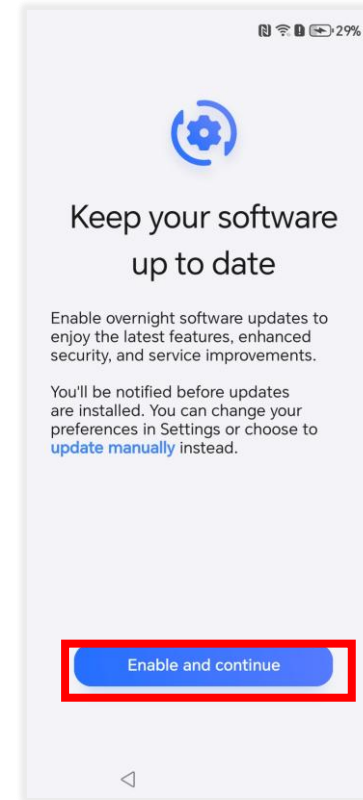 29%
Keep your software
up to date
Enable overnight software updates to
enjoy the latest features, enhanced
security, and service improvements.
You'll be notified before updates
are installed. You can change your
preferences in Settings or choose to
update manually instead.
Enable and continue